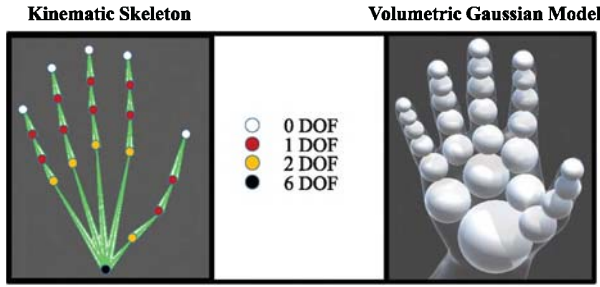 Kinematic Skeleton
Volumetric Gaussian Model
0 DOF
1 DOF
2 DOF
6 DOF